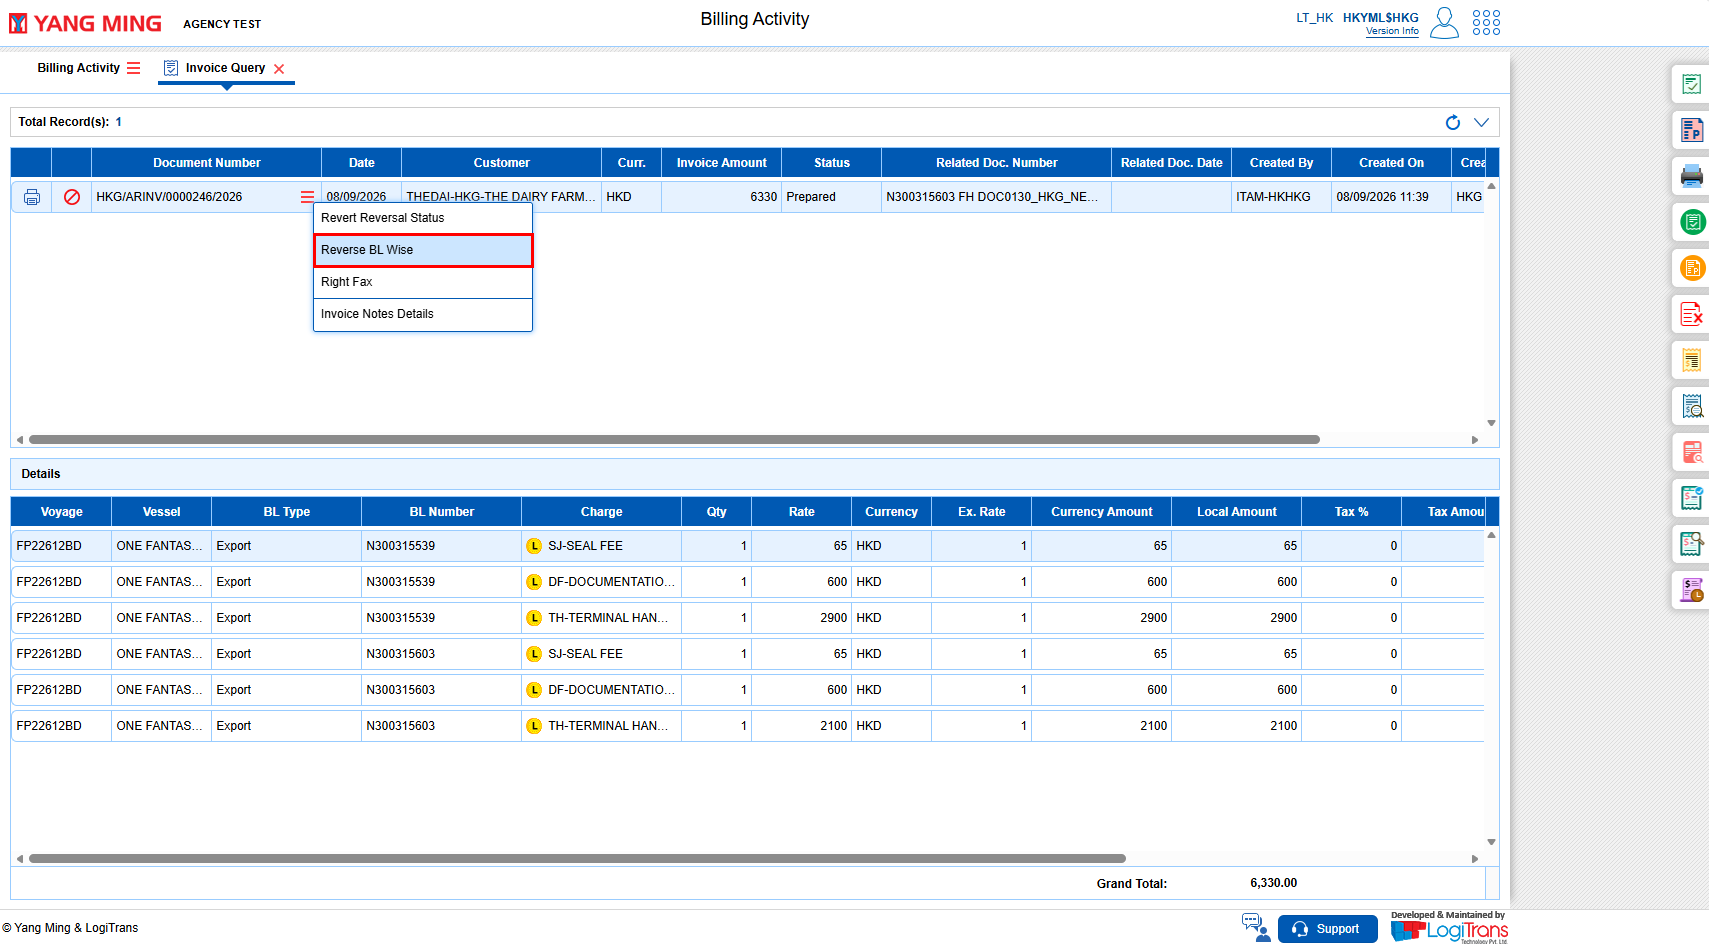 YANG MING AGENCY TEST
Billing Activity
LT_HK HKYML$HKG
Version Info
Billing Activity Invoice Query
Total Record(s): 1
Document Number Date Customer Curr. Invoice Amount Status Related Doc. Number Related Doc. Date Created By Created On Crea
HKG/ARINV/0000246/2026 08/09/2026 THEDAI-HKG-THE DAIRY FARM... HKD 6330 Prepared N300315603 FH DOC0130_HKG_NE... ITAM-HKHKG 08/09/2026 11:39 HKG
Revert Reversal Status
Reverse BL Wise
Right Fax
Invoice Notes Details
Details
Voyage Vessel BL Type BL Number Charge Qty Rate Currency Ex. Rate Currency Amount Local Amount Tax % Tax Amou
FP22612BD ONE FANTAS... Export N300315539 L SJ-SEAL FEE 1 65 HKD 1 65 65 0
FP22612BD ONE FANTAS... Export N300315539 L DF-DOCUMENTATIO... 1 600 HKD 1 600 600 0
FP22612BD ONE FANTAS... Export N300315539 L TH-TERMINAL HAN... 1 2900 HKD 1 2900 2900 0
FP22612BD ONE FANTAS... Export N300315603 L SJ-SEAL FEE 1 65 HKD 1 65 65 0
FP22612BD ONE FANTAS... Export N300315603 L DF-DOCUMENTATIO... 1 600 HKD 1 600 600 0
FP22612BD ONE FANTAS... Export N300315603 L TH-TERMINAL HAN... 1 2100 HKD 1 2100 2100 0
Grand Total: 6,330.00
© Yang Ming & LogiTrans
Support
Developed & Maintained by
LogiTrans
Technology Pvt. Ltd.